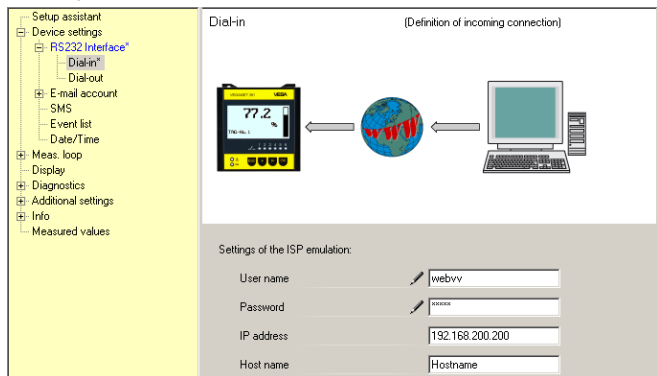 Setup assistant
Device settings
RS232 Interface*
Dial-in*
Dial-out
E-mail account
SMS
Event list
Date/Time
Meas. loop
Display
Diagnostics
Additional settings
Info
Measured values
Dial-in (Definition of incoming connection)
VEGA
77.2
%
Settings of the ISP emulation:
User name webvv
Password *****
IP address 192.168.200.200
Host name Hostname